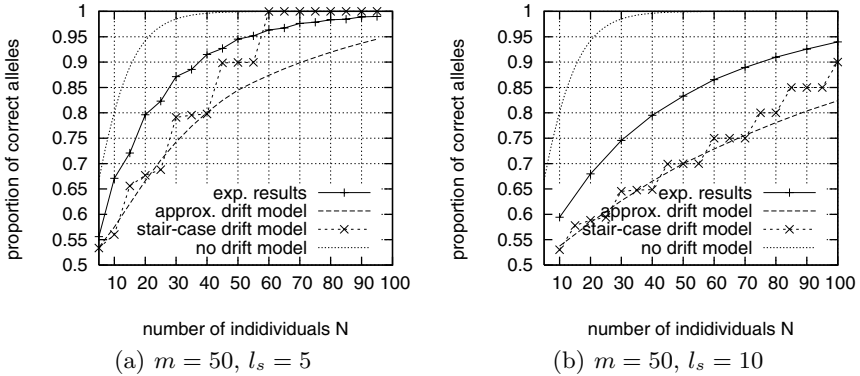 1
0.95
0.9
0.85
0.8
0.75
0.7
0.65
0.6
0.55
0.5
proportion of correct alleles
exp. results
approx. drift model
stair-case drift model
no drift model
10 20 30 40 50 60 70 80 90 100
number of indidividuals N
(a) m = 50, l_s = 5
1
0.95
0.9
0.85
0.8
0.75
0.7
0.65
0.6
0.55
0.5
proportion of correct alleles
exp. results
approx. drift model
stair-case drift model
no drift model
10 20 30 40 50 60 70 80 90 100
number of indidividuals N
(b) m = 50, l_s = 10